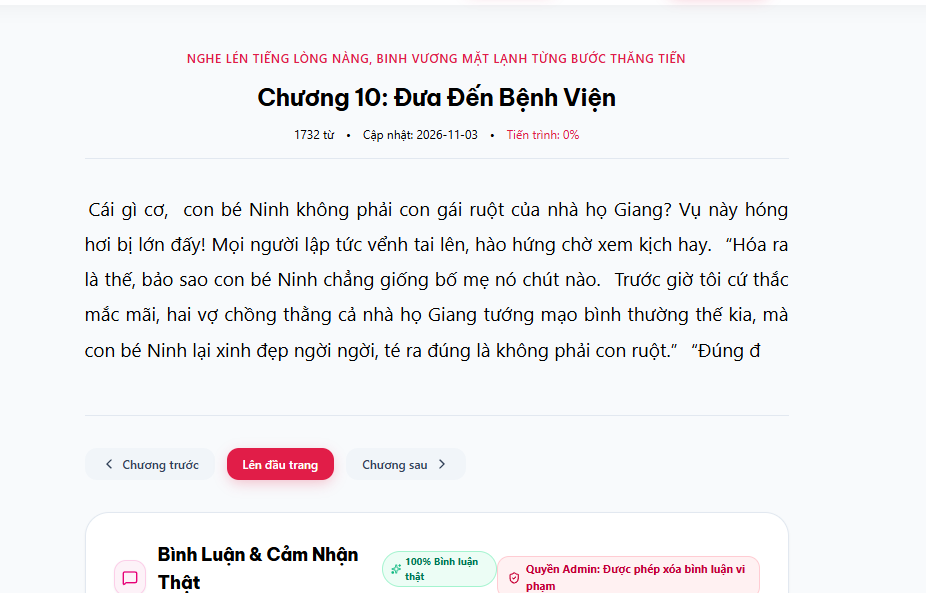 NGHE LÉN TIẾNG LÒNG NÀNG, BINH VƯƠNG MẶT LẠNH TỪNG BƯỚC THĂNG TIẾN
Chương 10: Đưa Đến Bệnh Viện
1732 từ • Cập nhật: 2026-11-03 • Tiến trình: 0%
Cái gì cơ, con bé Ninh không phải con gái ruột của nhà họ Giang? Vụ này hóng
hơi bị lớn đấy! Mọi người lập tức vểnh tai lên, hào hứng chờ xem kịch hay. “Hóa ra
là thế, bảo sao con bé Ninh chẳng giống bố mẹ nó chút nào. Trước giờ tôi cứ thắc
mắc mãi, hai vợ chồng thằng cả nhà họ Giang tướng mạo bình thường thế kia, mà
con bé Ninh lại xinh đẹp ngời ngời, té ra đúng là không phải con ruột.” “Đúng đ
Chương trước
Lên đầu trang
Chương sau
Bình Luận & Cảm Nhận
Thật
100% Bình luận
thật
Quyền Admin: Được phép xóa bình luận vi
phạm